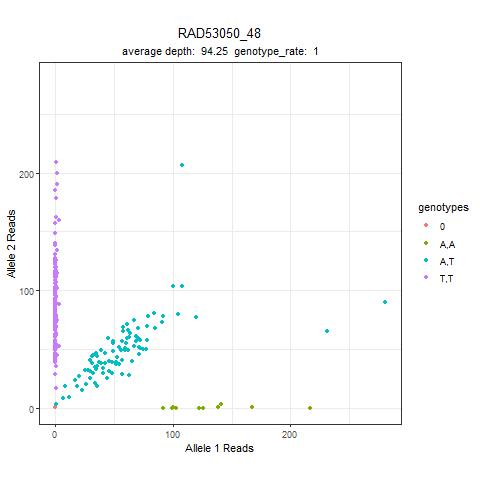 RAD53050_48
average depth:  94.25  genotype_rate:  1
Allele 2 Reads
200
100
0
0
100
200
Allele 1 Reads
genotypes
0
A,A
A,T
T,T